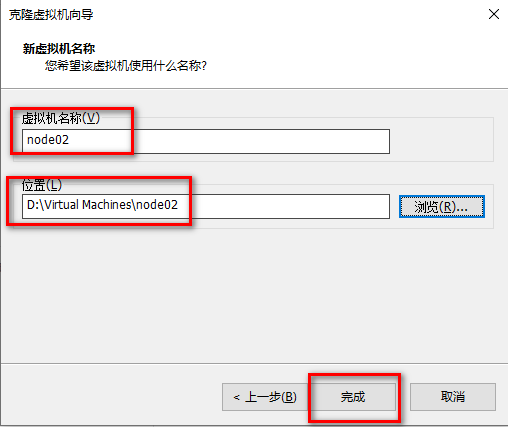 克隆虚拟机向导
新虚拟机名称
您希望该虚拟机使用什么名称?
虚拟机名称(V)
node02
位置(L)
D:\Virtual Machines\node02
浏览(R)...
< 上一步(B)
完成
取消